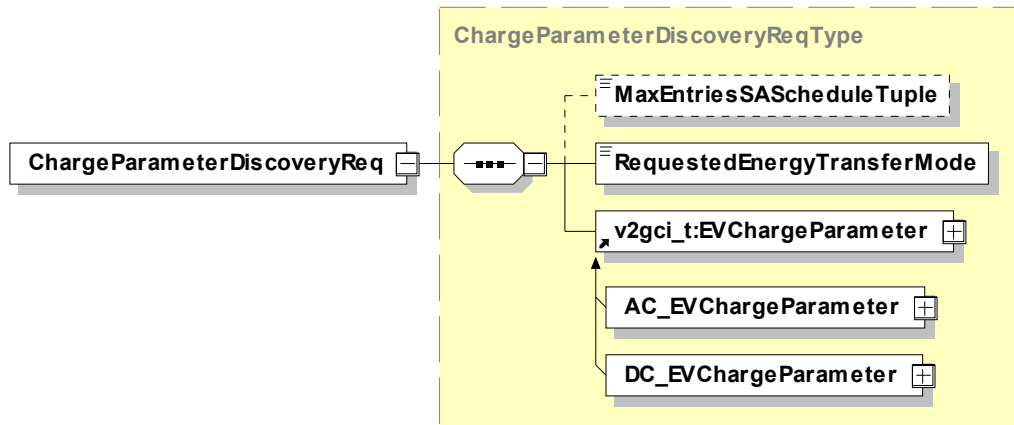 ChargeParameterDiscoveryReqType
MaxEntriesSAScheduleTuple
ChargeParameterDiscoveryReq
RequestedEnergyTransferMode
v2gci_t:EVChargeParameter
AC_EVChargeParameter
DC_EVChargeParameter